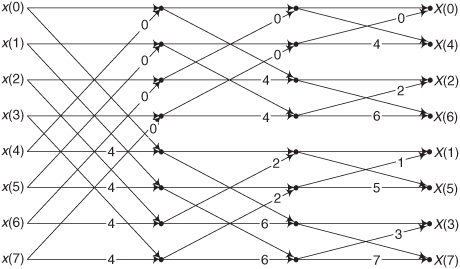 x(0) 0 0 0 X(0)
x(1) 0 0 4 X(4)
x(2) 0 4 2 X(2)
x(3) 0 4 6 X(6)
x(4) 4 2 1 X(1)
x(5) 4 2 5 X(5)
x(6) 4 6 3 X(3)
x(7) 4 6 7 X(7)